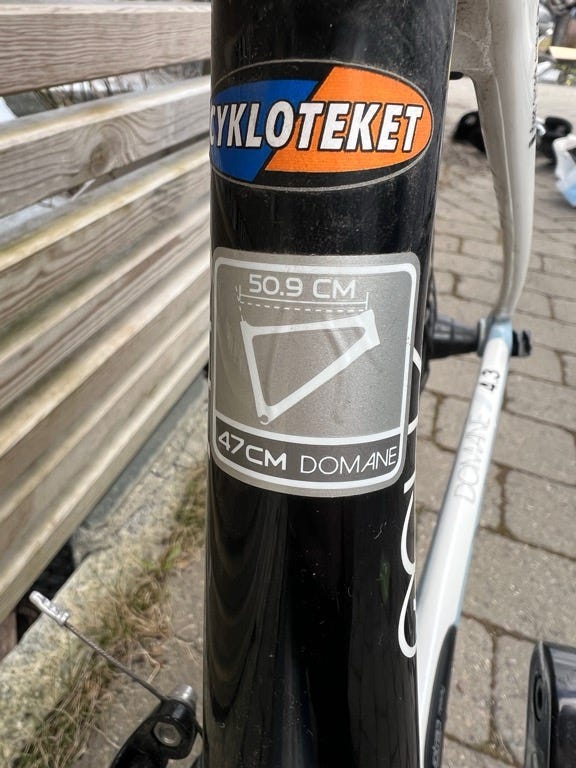 CYKLOTEKET
50.9 CM
47CM DOMANE
DOMANE 4.3